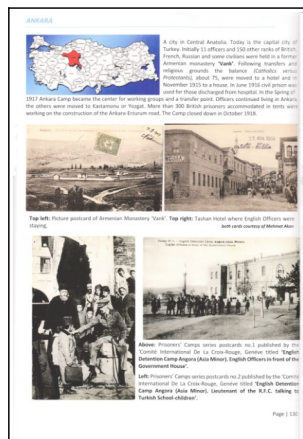 ANKARA
A city in Central Anatolia. Today is the capital city of
Turkey. Initially 11 officers and 150 other ranks of British,
French, Russian and some civilians were held in a former
Armenian monastery 'Vank'. Following transfers and
religious grounds the balance (Catholics versus
Protestants), about 75, were moved to a hotel and in
November 1915 to a house. In June 1916 civil prison was
used for those discharged from hospital. In the Spring of
1917 Ankara Camp became the center for working groups and a transfer point. Officers continued living in Ankara,
the others were moved to Kastamonu or Yozgat. More than 300 British prisoners accommodated in tents were
working on the construction of the Ankara-Erzurum road. The Camp closed down in October 1918.
Top left: Picture postcard of Armenian Monastery 'Vank'. Top right: Tashan Hotel where English Officers were
staying.
both cards courtesy of Mehmet Akan
Above: Prisoners' Camps series postcards no.1 published by the
'Comité International De La Croix-Rouge, Genève titled 'English
Detention Camp Angora (Asia Minor). English Officers in front of the
Government House'.
Left: Prisoners' Camps series postcards no.2 published by the 'Comité
International De La Croix-Rouge, Genève titled 'English Detention
Camp Angora (Asia Minor). Lieutenant of the R.F.C. talking to
Turkish School-children'.
Page | 132